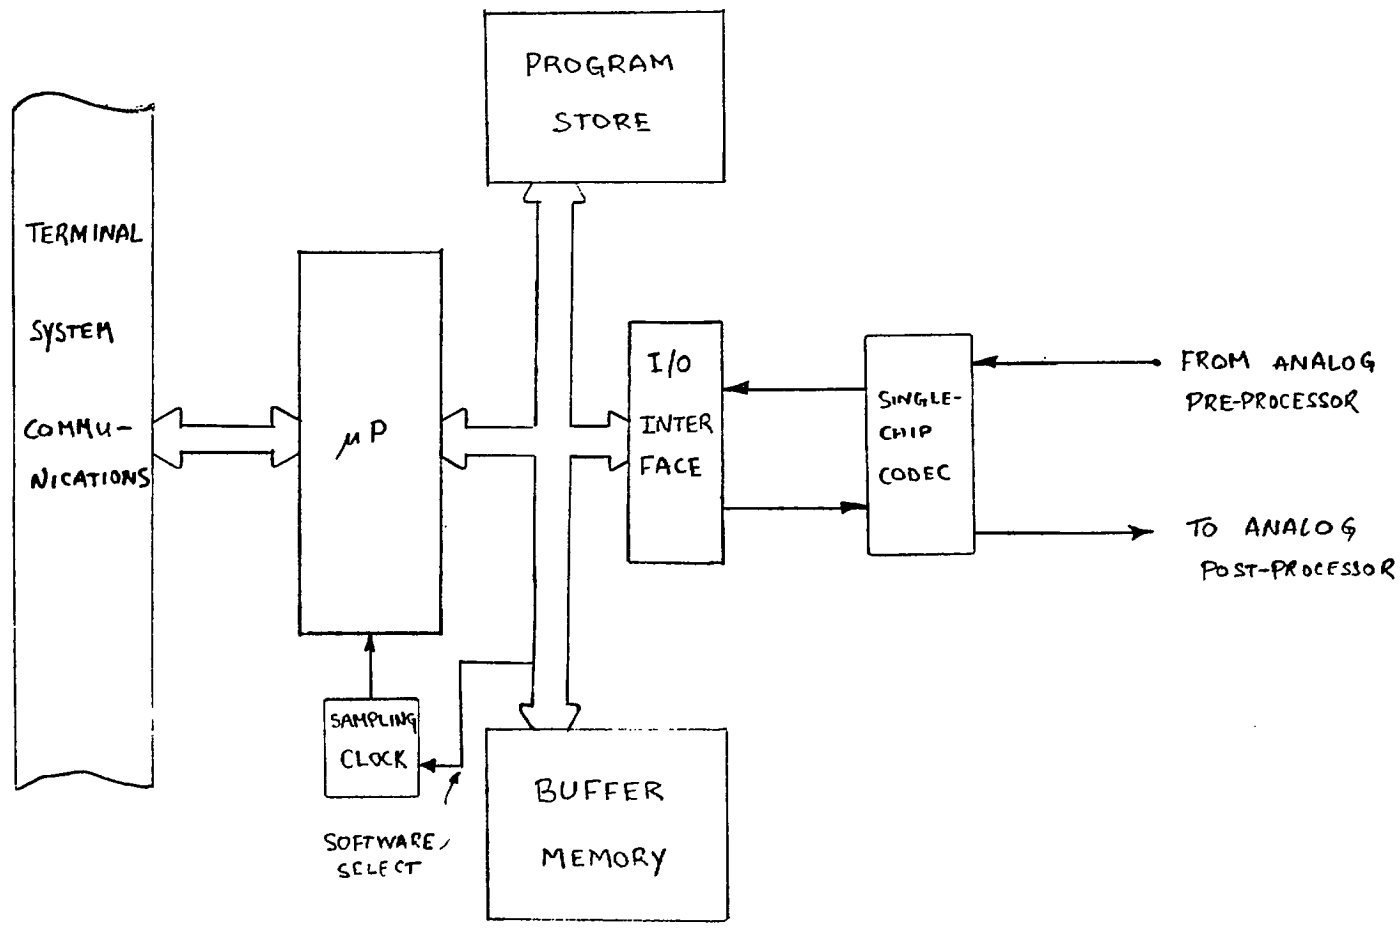 PROGRAM
STORE
TERMINAL
SYSTEM
COMMU-
NICATIONS
μP
I/O
INTER
FACE
SINGLE-
CHIP
CODEC
FROM ANALOG
PRE-PROCESSOR
TO ANALOG
POST-PROCESSOR
SAMPLING
CLOCK
SOFTWARE
SELECT
BUFFER
MEMORY